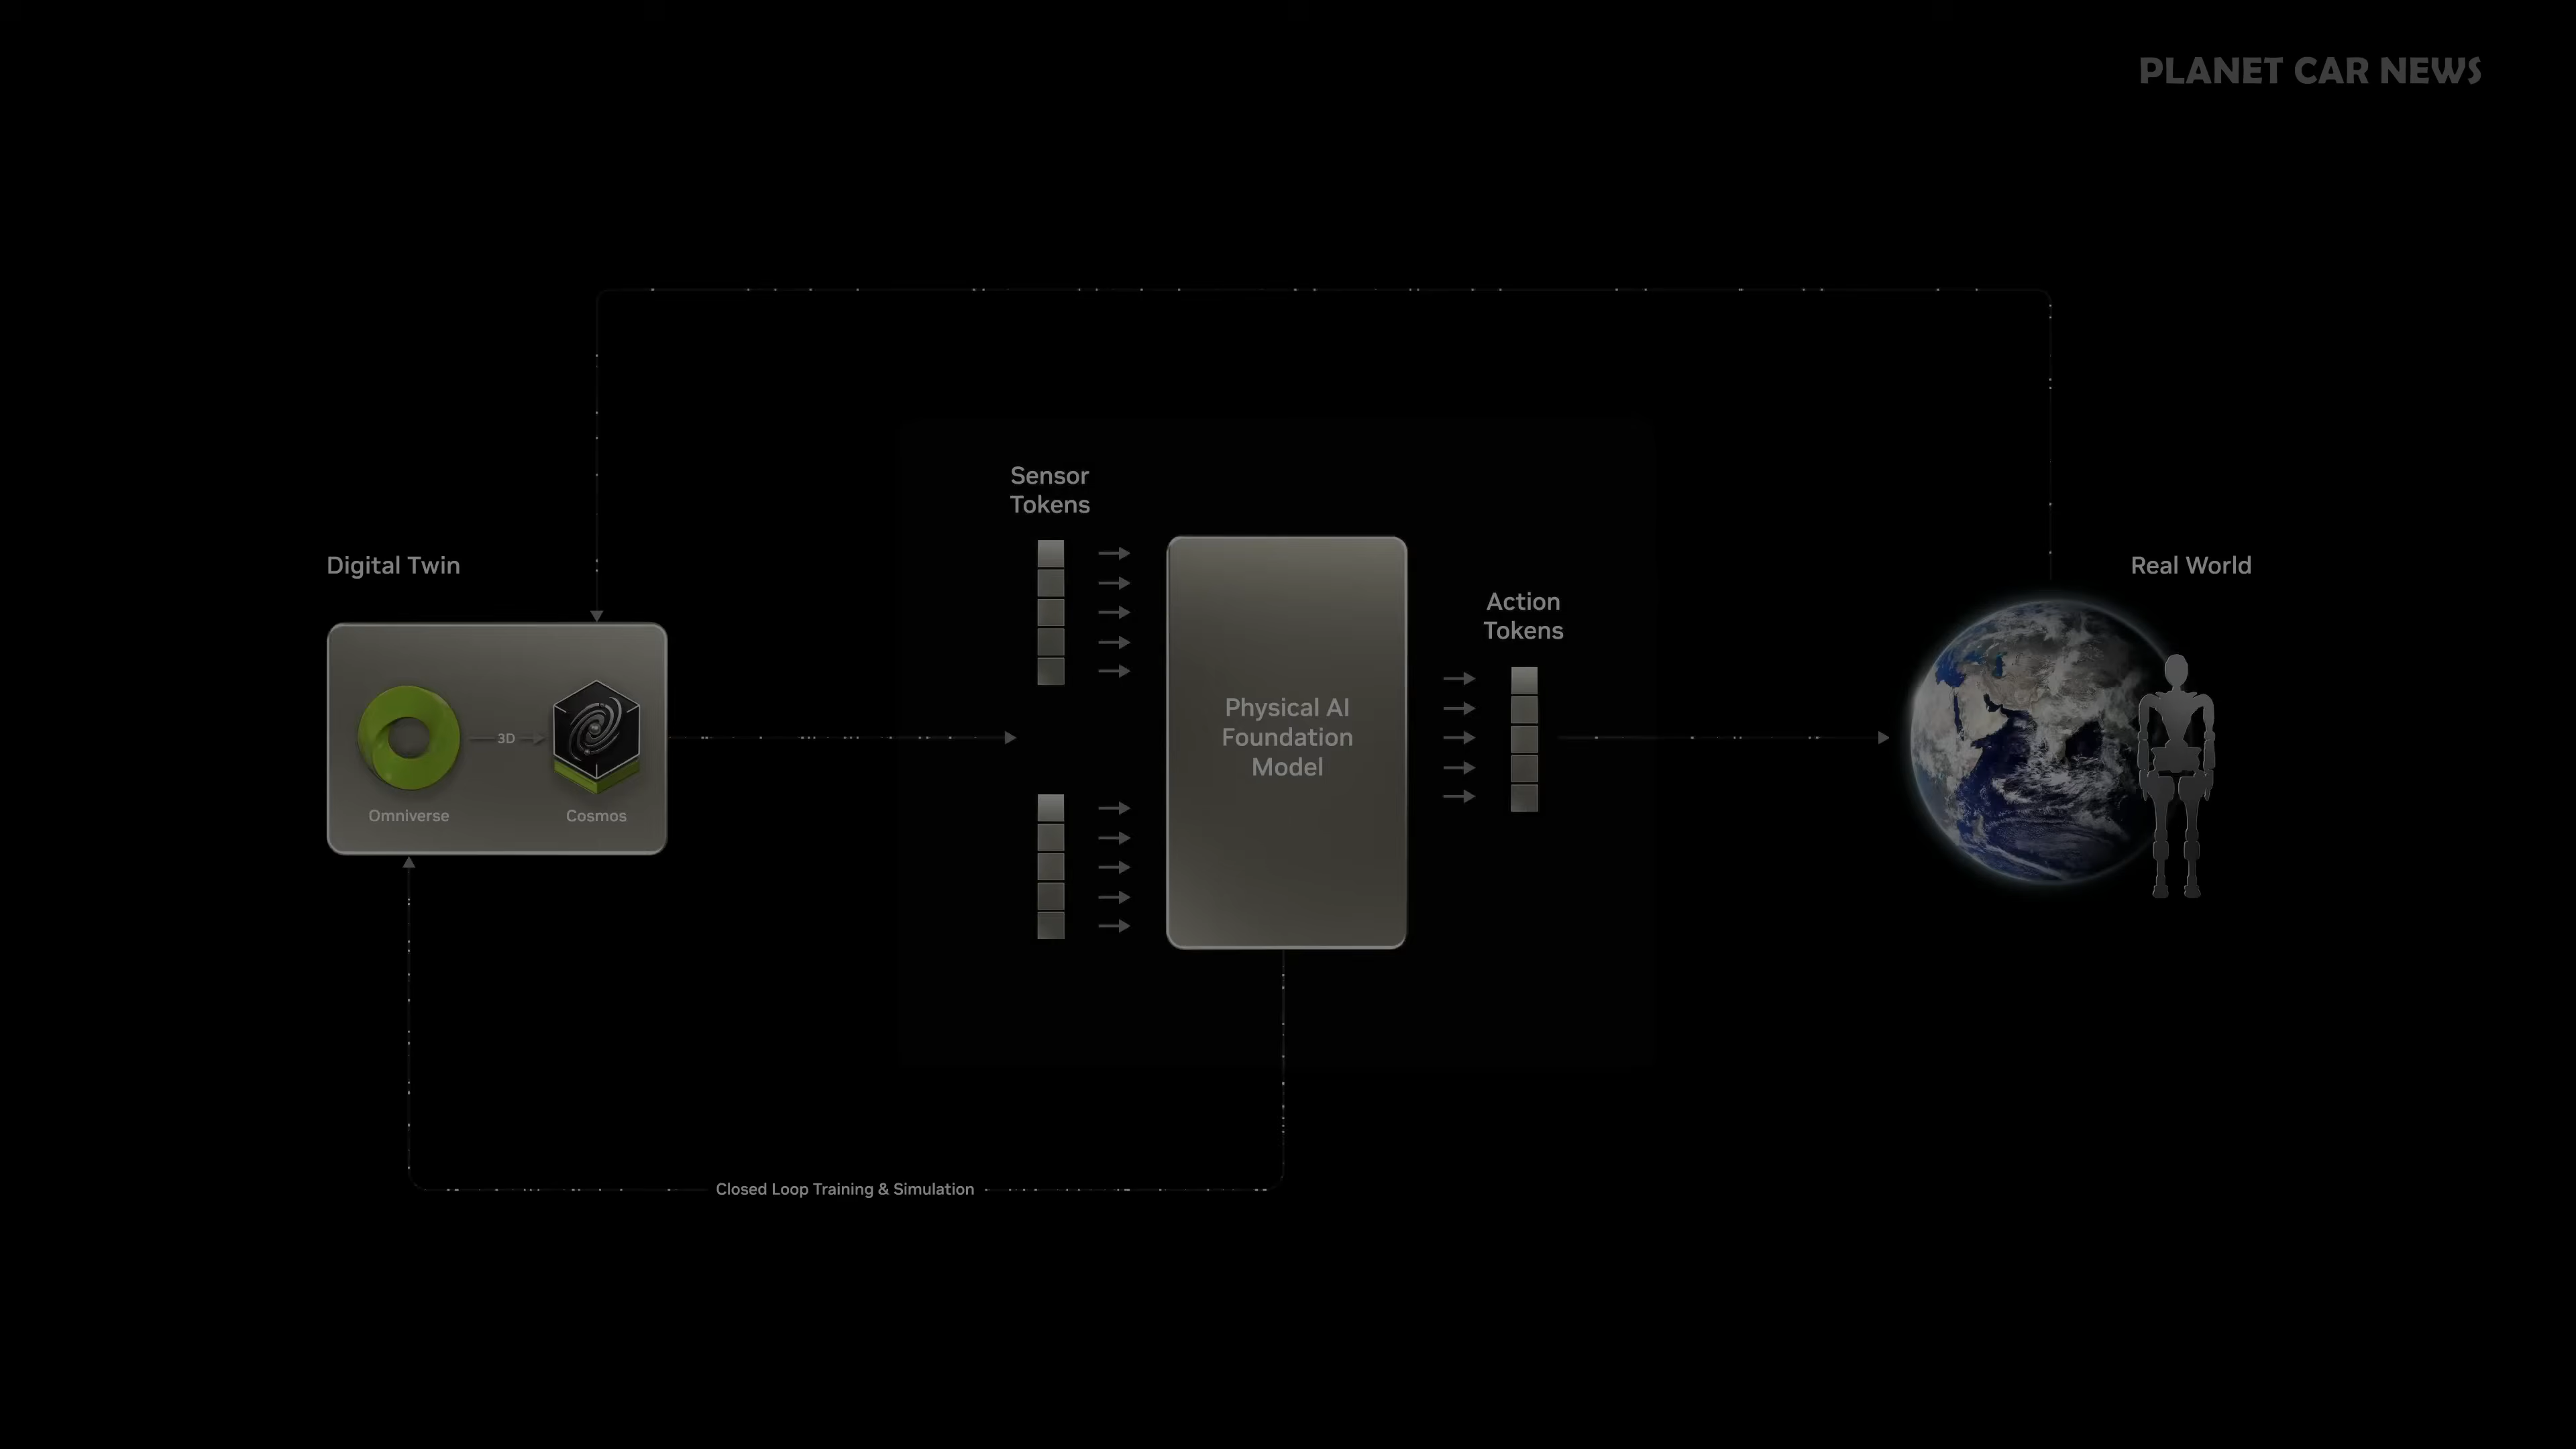 PLANET CAR NEWS
Digital Twin
Omniverse
3D
Cosmos
Sensor
Tokens
Physical AI
Foundation
Model
Action
Tokens
Real World
Closed Loop Training & Simulation